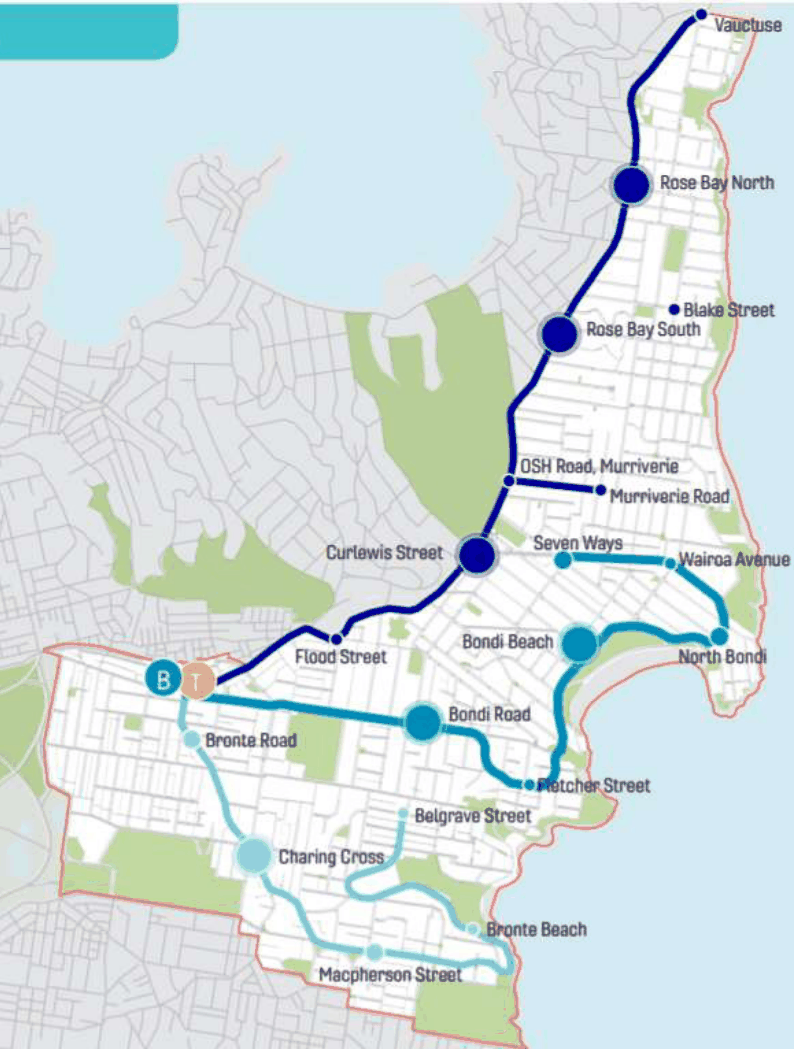 Vaucluse
Rose Bay North
Blake Street
Rose Bay South
OSH Road, Murriverie
Murriverie Road
Seven Ways
Curlewis Street
Wairoa Avenue
Bondi Beach
North Bondi
Flood Street
B
T
Bondi Road
Bronte Road
Fletcher Street
Belgrave Street
Charing Cross
Bronte Beach
Macpherson Street